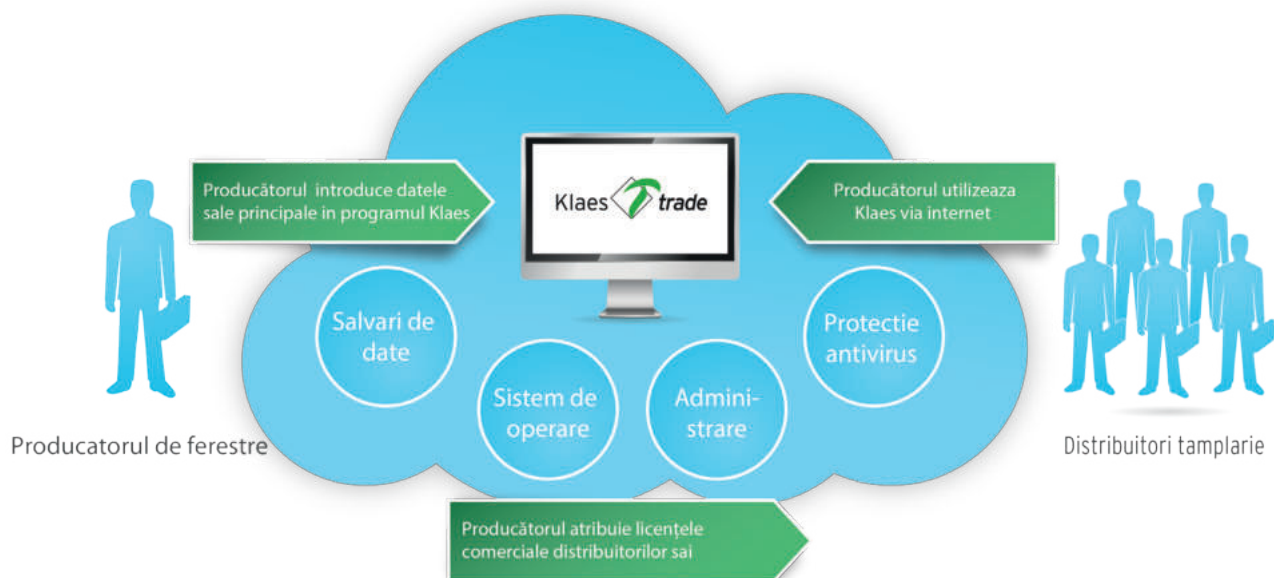 Producătorul introduce datele
sale principale in programul Klaes
Klaes trade
Producătorul utilizeaza
Klaes via internet
Salvari de
date
Protectie
antivirus
Sistem de
operare
Admini-
strare
Producatorul de ferestre
Distribuitori tamplarie
Producătorul atribuie licențele
comerciale distribuitorilor sai